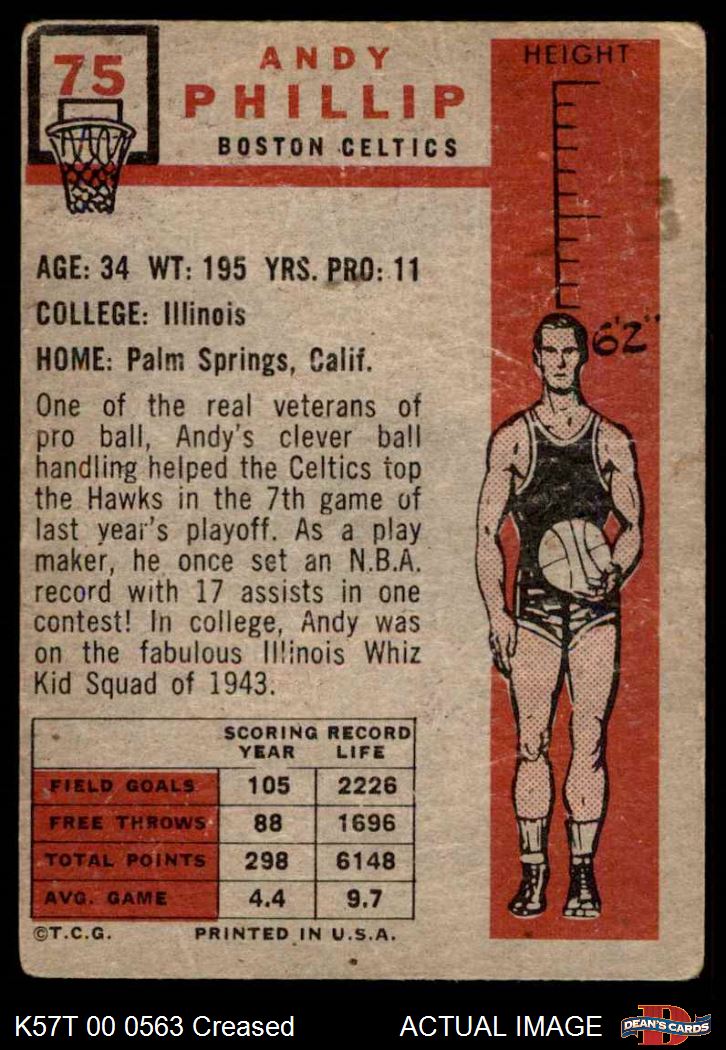 75
ANDY
PHILLIP
BOSTON CELTICS
HEIGHT
6'2"
AGE: 34 WT: 195 YRS. PRO: 11
COLLEGE: Illinois
HOME: Palm Springs, Calif.
One of the real veterans of
pro ball, Andy's clever ball
handling helped the Celtics top
the Hawks in the 7th game of
last year's playoff. As a play
maker, he once set an N.B.A.
record with 17 assists in one
contest! In college, Andy was
on the fabulous Illinois Whiz
Kid Squad of 1943.
SCORING RECORD
YEAR LIFE
FIELD GOALS 105 2226
FREE THROWS 88 1696
TOTAL POINTS 298 6148
AVG. GAME 4.4 9.7
©T.C.G. PRINTED IN U.S.A.
K57T 00 0563 Creased ACTUAL IMAGE
D
DEAN'S CARDS